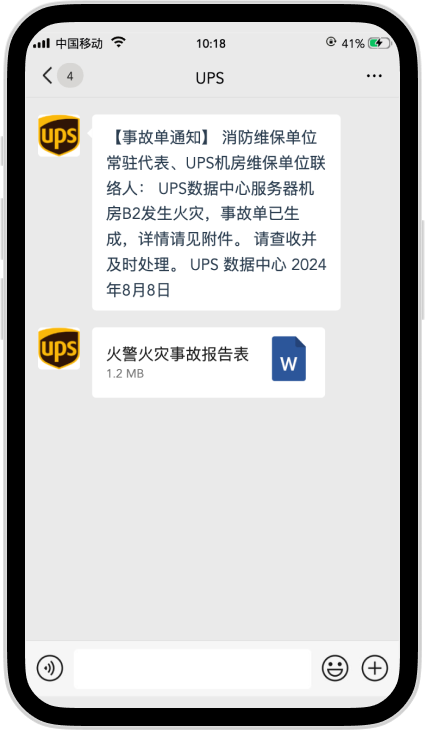 中国移动 10:18 41%
4 UPS
ups
【事故单通知】 消防维保单位
常驻代表、UPS机房维保单位联
络人： UPS数据中心服务器机
房B2发生火灾，事故单已生
成，详情请见附件。 请查收并
及时处理。 UPS 数据中心 2024
年8月8日
ups
火警火灾事故报告表
1.2 MB
W